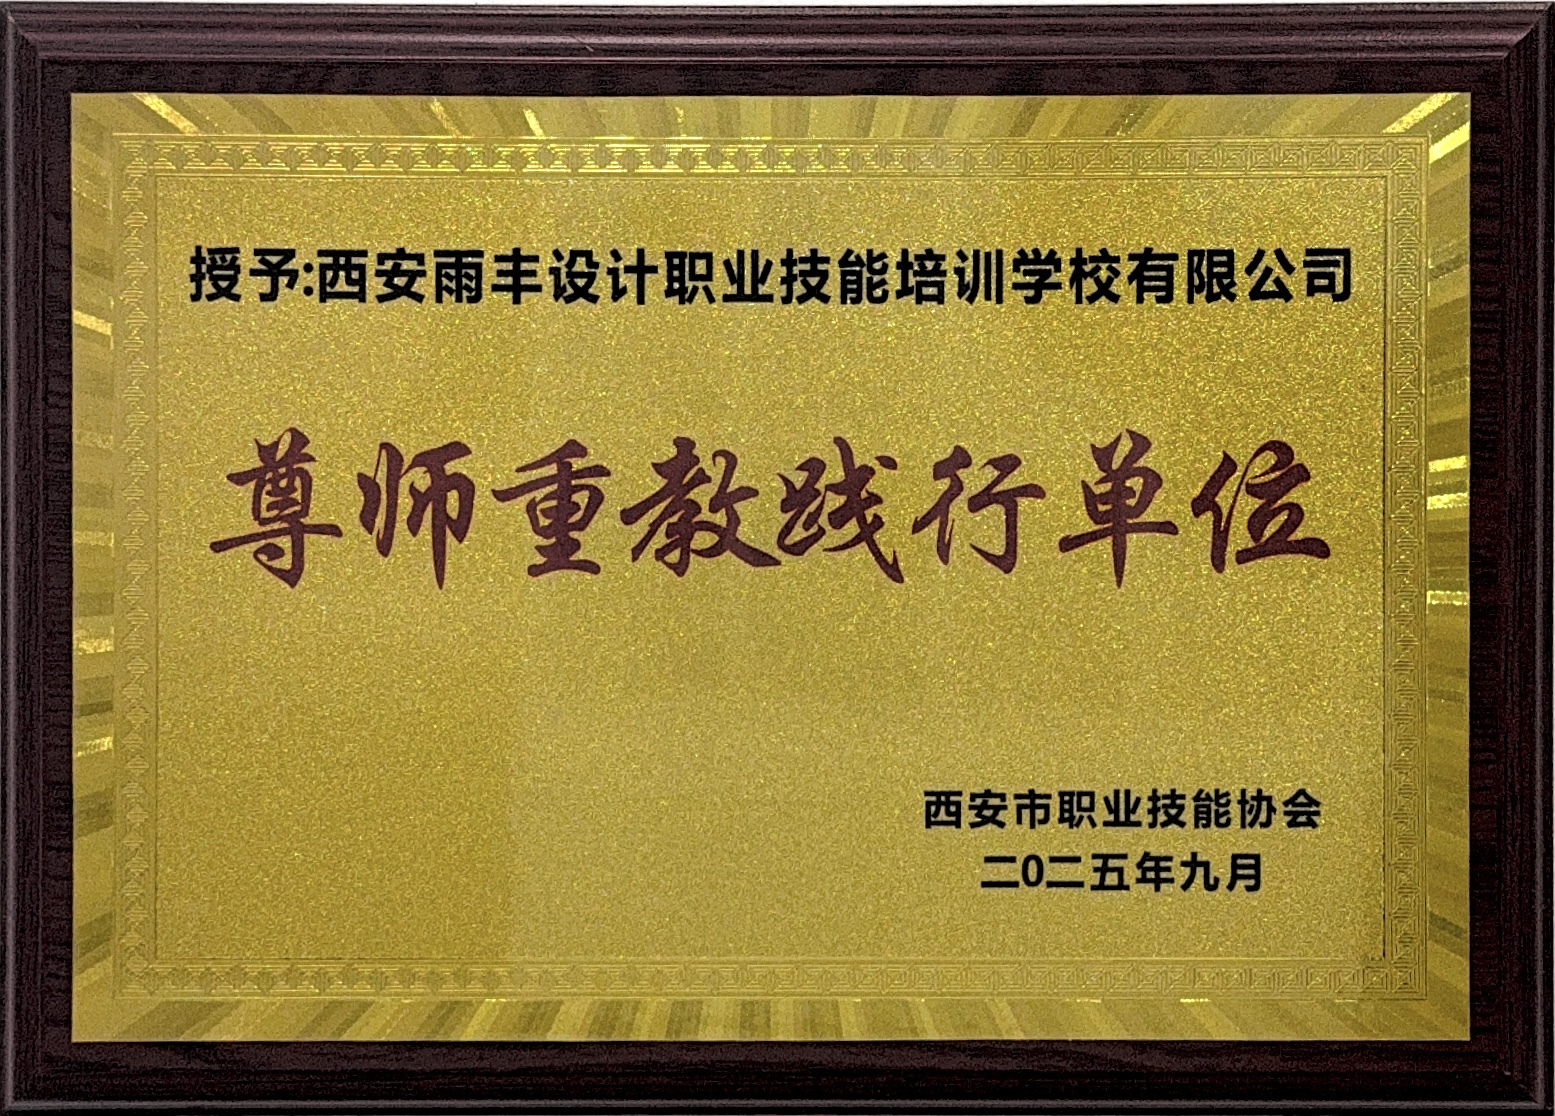 授予:西安雨丰设计职业技能培训学校有限公司
尊师重教践行单位
西安市职业技能协会
二0二五年九月